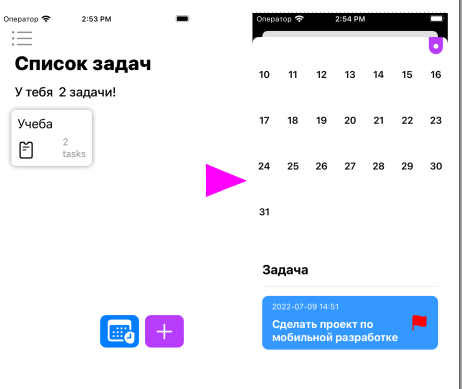 Оператор 2:53 PM
Список задач
У тебя 2 задачи!
Учеба
2
tasks
Оператор 2:54 PM
10 11 12 13 14 15 16
17 18 19 20 21 22 23
24 25 26 27 28 29 30
31
Задача
2022-07-09 14:51
Сделать проект по
мобильной разработке